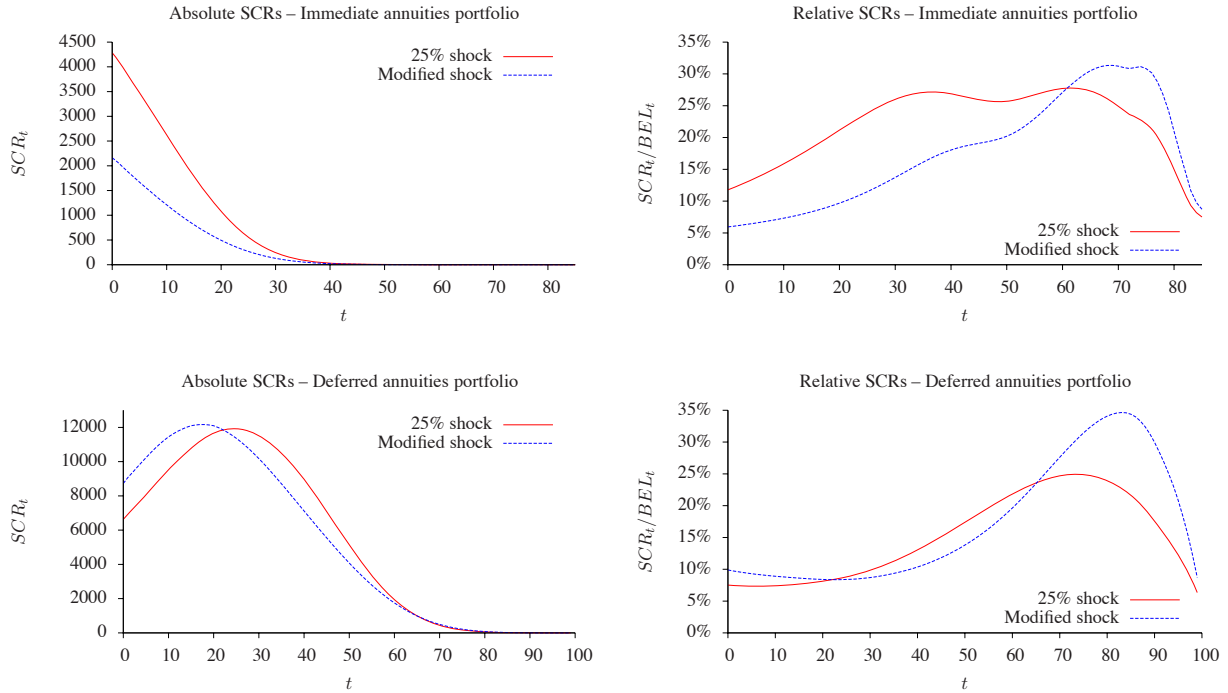 Absolute SCRs – Immediate annuities portfolio
4500
4000
3500
3000
2500
2000
1500
1000
500
0
SCR_t
25% shock
Modified shock
0 10 20 30 40 50 60 70 80
t
Relative SCRs – Immediate annuities portfolio
35%
30%
25%
20%
15%
10%
5%
0%
SCR_t/BEL_t
25% shock
Modified shock
0 10 20 30 40 50 60 70 80
t
Absolute SCRs – Deferred annuities portfolio
12000
10000
8000
6000
4000
2000
0
SCR_t
25% shock
Modified shock
0 10 20 30 40 50 60 70 80 90 100
t
Relative SCRs – Deferred annuities portfolio
35%
30%
25%
20%
15%
10%
5%
0%
SCR_t/BEL_t
25% shock
Modified shock
0 10 20 30 40 50 60 70 80 90 100
t